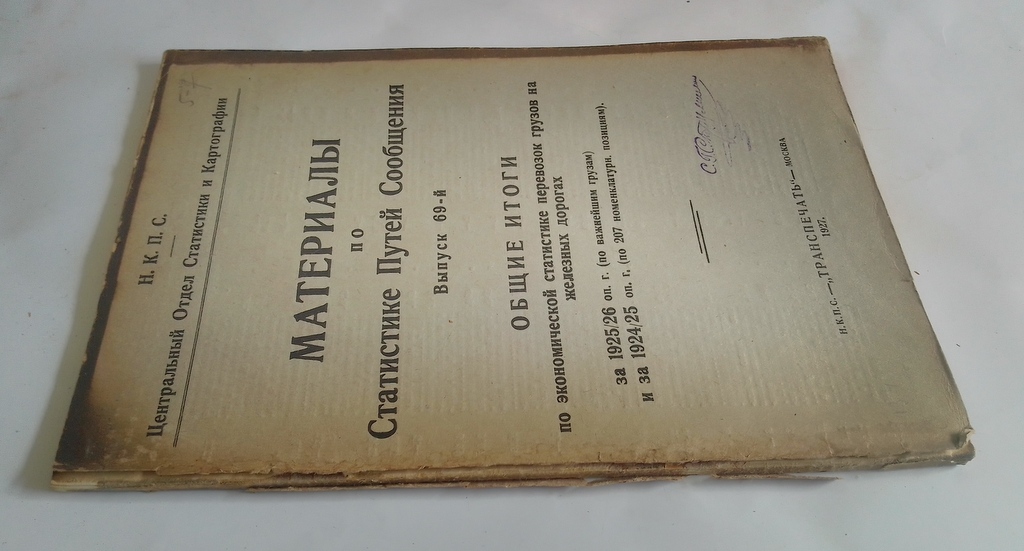 5-7
Н. К. П. С.
Центральный Отдел Статистики и Картографии
МАТЕРИАЛЫ
ПО
Статистике Путей Сообщения
Выпуск 69-й
ОБЩИЕ ИТОГИ
по экономической статистике перевозок грузов на
железных дорогах
за 1925/26 оп. г. (по важнейшим грузам)
и за 1924/25 оп. г. (по 207 номенклатурн. позициям).
Н. К. П. С. — „ТРАНСПЕЧАТЬ" — МОСКВА
1927.